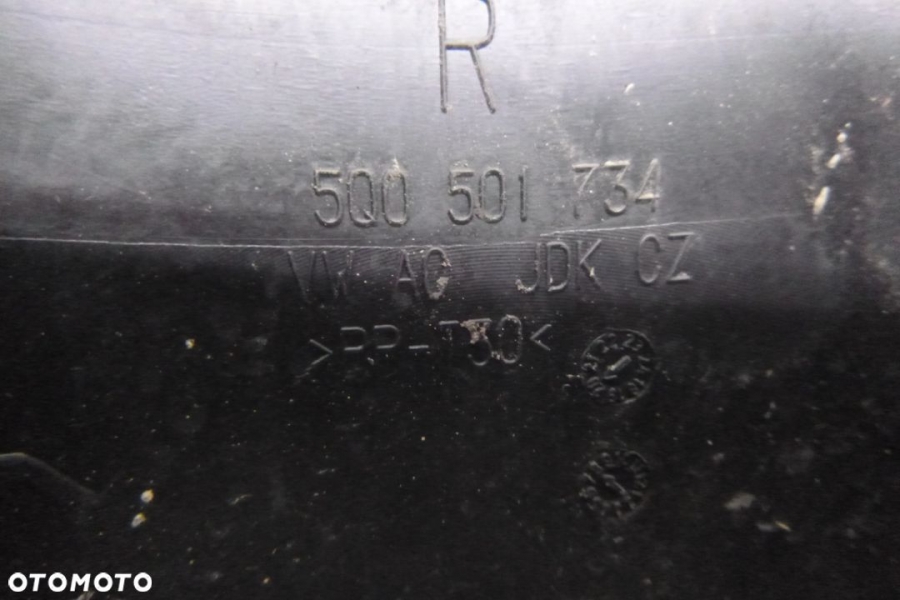 R
5Q0 501 734
VW AG JDK CZ
>PP-T30<
OTOMOTO